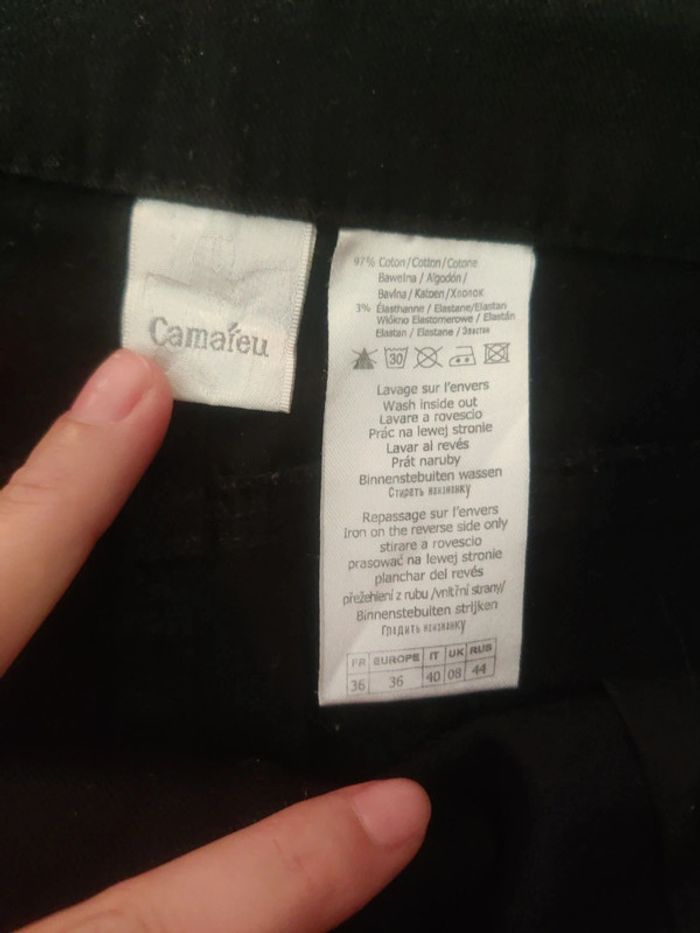 Camaïeu
97% Coton/Cotton/Cotone
Bawełna / Algodón /
Bavlna / Katoen /Хлопок
3% Élasthanne / Elastane/Elastan
Włókno Elastomerowe / Elastán
Elastan / Elastane / Эластан
30
Lavage sur l'envers
Wash inside out
Lavare a rovescio
Prác na lewej stronie
Lavar al revés
Prát naruby
Binnenstebuiten wassen
Стирать наизнанку
Repassage sur l'envers
Iron on the reverse side only
stirare a rovescio
prasować na lewej stronie
planchar del revés
přežehlení z rubu /vnitřní strany/
Binnenstebuiten strijken
Гладить наизнанку
FR EUROPE IT UK RUS
36 36 40 08 44